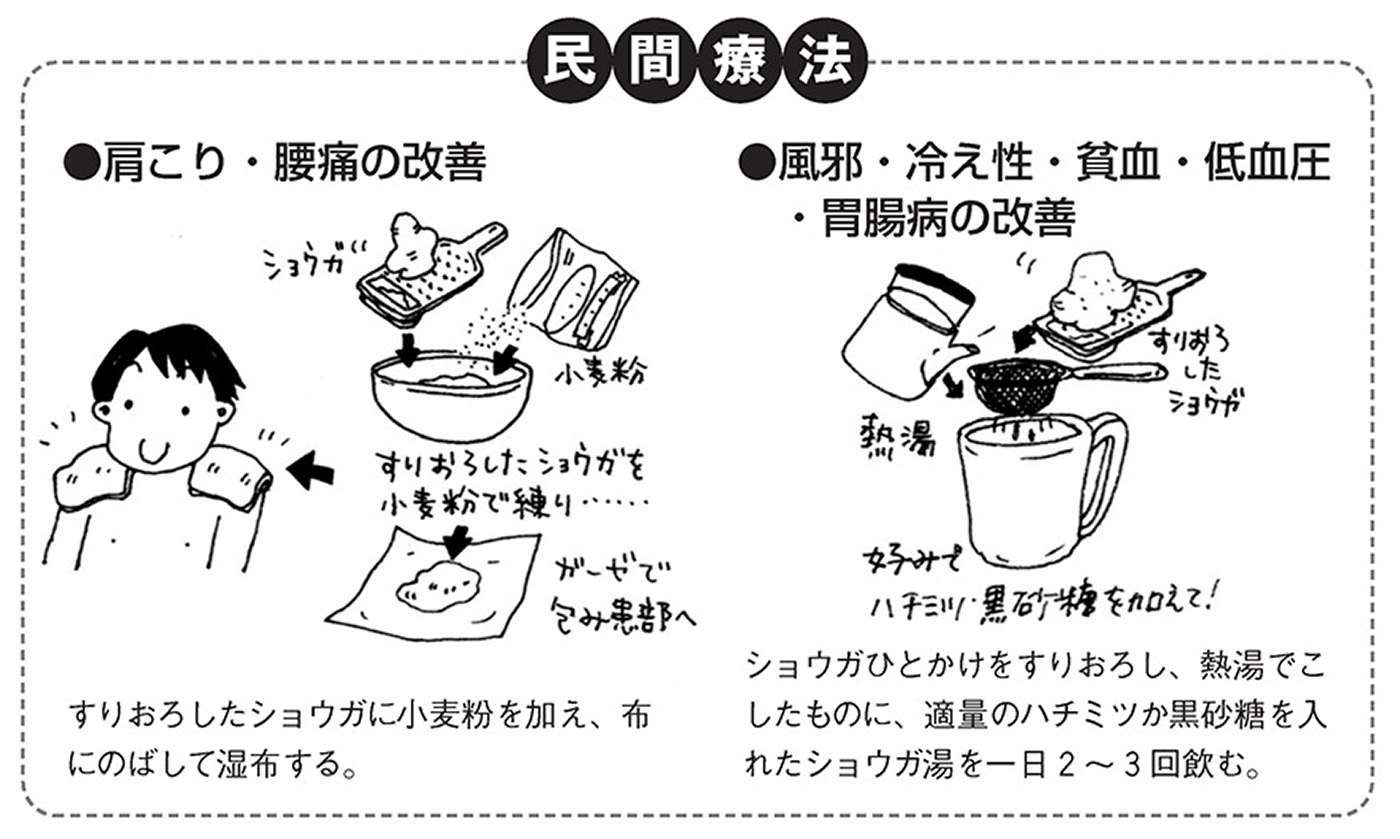 民間療法
●肩こり・腰痛の改善
ショウガ
小麦粉
すりおろしたショウガを
小麦粉で練り……
ガーゼで
包み患部へ
すりおろしたショウガに小麦粉を加え、布
にのばして湿布する。
●風邪・冷え性・貧血・低血圧
・胃腸病の改善
すりおろ
した
ショウガ
熱湯
好みで
ハチミツ・黒砂糖を加えて!
ショウガひとかけをすりおろし、熱湯でこ
したものに、適量のハチミツか黒砂糖を入
れたショウガ湯を一日2〜3回飲む。